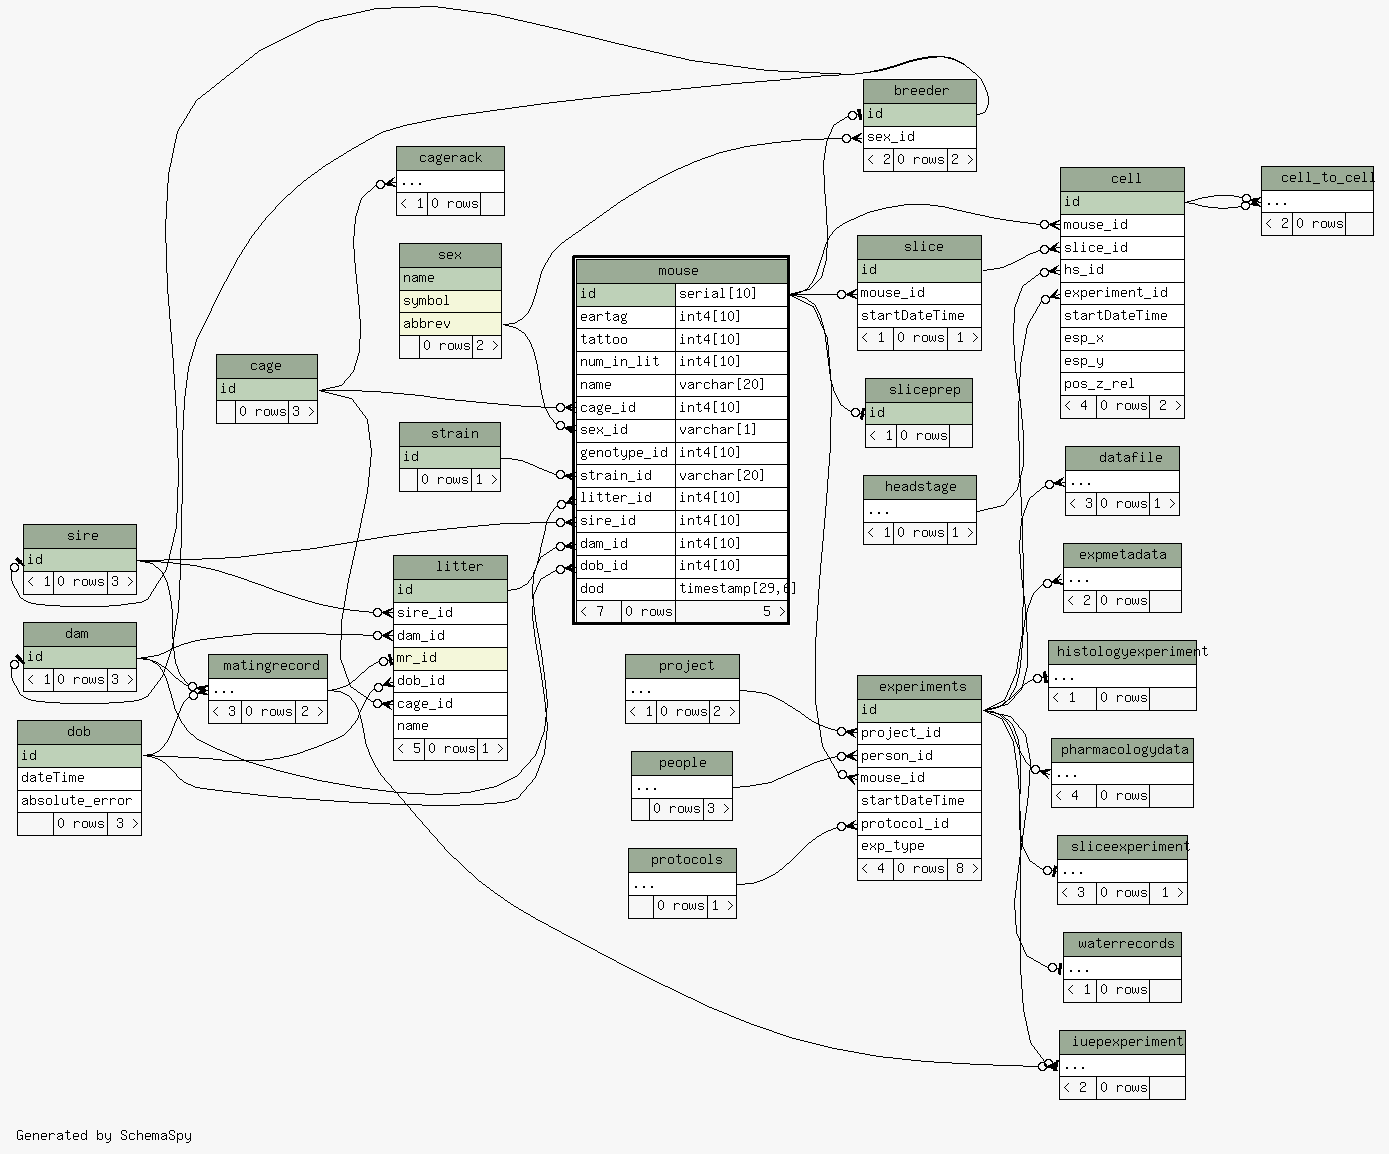 breeder
id
sex_id
< 2 0 rows 2 >
cagerack
...
< 1 0 rows
cell
id
mouse_id
slice_id
hs_id
experiment_id
startDateTime
esp_x
esp_y
pos_z_rel
< 4 0 rows 2 >
cell_to_cell
...
< 2 0 rows
sex
name
symbol
abbrev
0 rows 2 >
slice
id
mouse_id
startDateTime
< 1 0 rows 1 >
mouse
id serial[10]
eartag int4[10]
tattoo int4[10]
num_in_lit int4[10]
name varchar[20]
cage_id int4[10]
sex_id varchar[1]
genotype_id int4[10]
strain_id varchar[20]
litter_id int4[10]
sire_id int4[10]
dam_id int4[10]
dob_id int4[10]
dod timestamp[29,6]
< 7 0 rows 5 >
cage
id
0 rows 3 >
sliceprep
id
< 1 0 rows
strain
id
0 rows 1 >
headstage
...
< 1 0 rows 1 >
datafile
...
< 3 0 rows 1 >
sire
id
< 1 0 rows 3 >
litter
id
sire_id
dam_id
mr_id
dob_id
cage_id
name
< 5 0 rows 1 >
expmetadata
...
< 2 0 rows
dam
id
< 1 0 rows 3 >
matingrecord
...
< 3 0 rows 2 >
project
...
< 1 0 rows 2 >
experiments
id
project_id
person_id
mouse_id
startDateTime
protocol_id
exp_type
< 4 0 rows 8 >
histologyexperiment
...
< 1 0 rows
dob
id
dateTime
absolute_error
0 rows 3 >
people
...
0 rows 3 >
pharmacologydata
...
< 4 0 rows
protocols
...
0 rows 1 >
sliceexperiment
...
< 3 0 rows 1 >
waterrecords
...
< 1 0 rows
iuepexperiment
...
< 2 0 rows
Generated by SchemaSpy